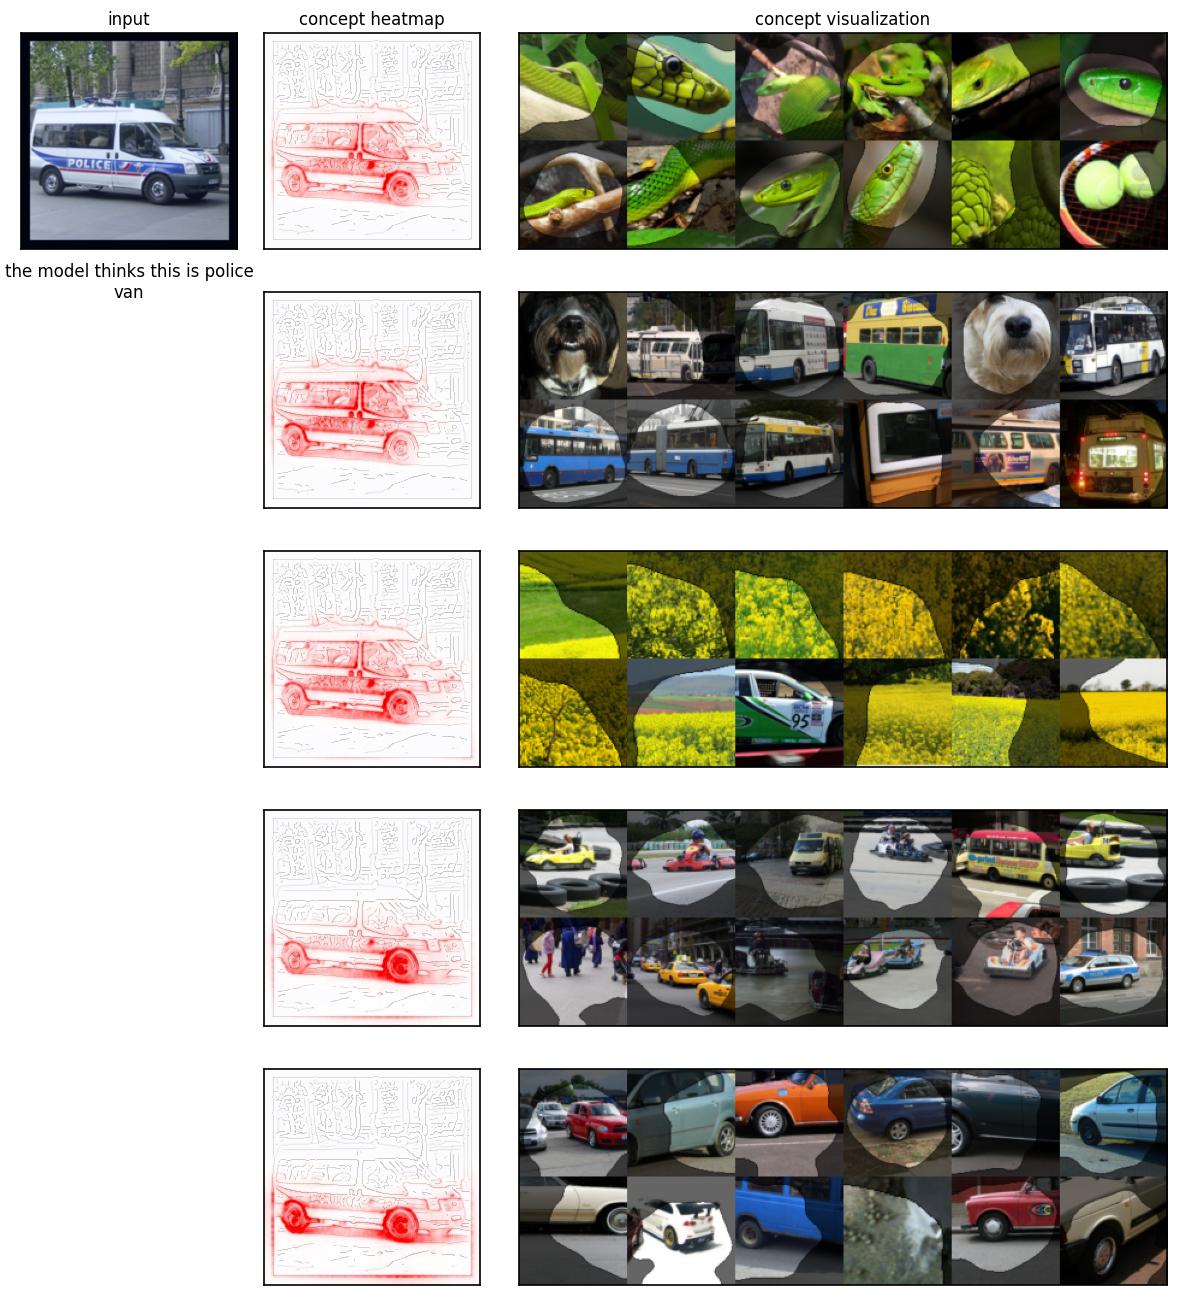 input
concept heatmap
concept visualization
POLICE
the model thinks this is police
van
95